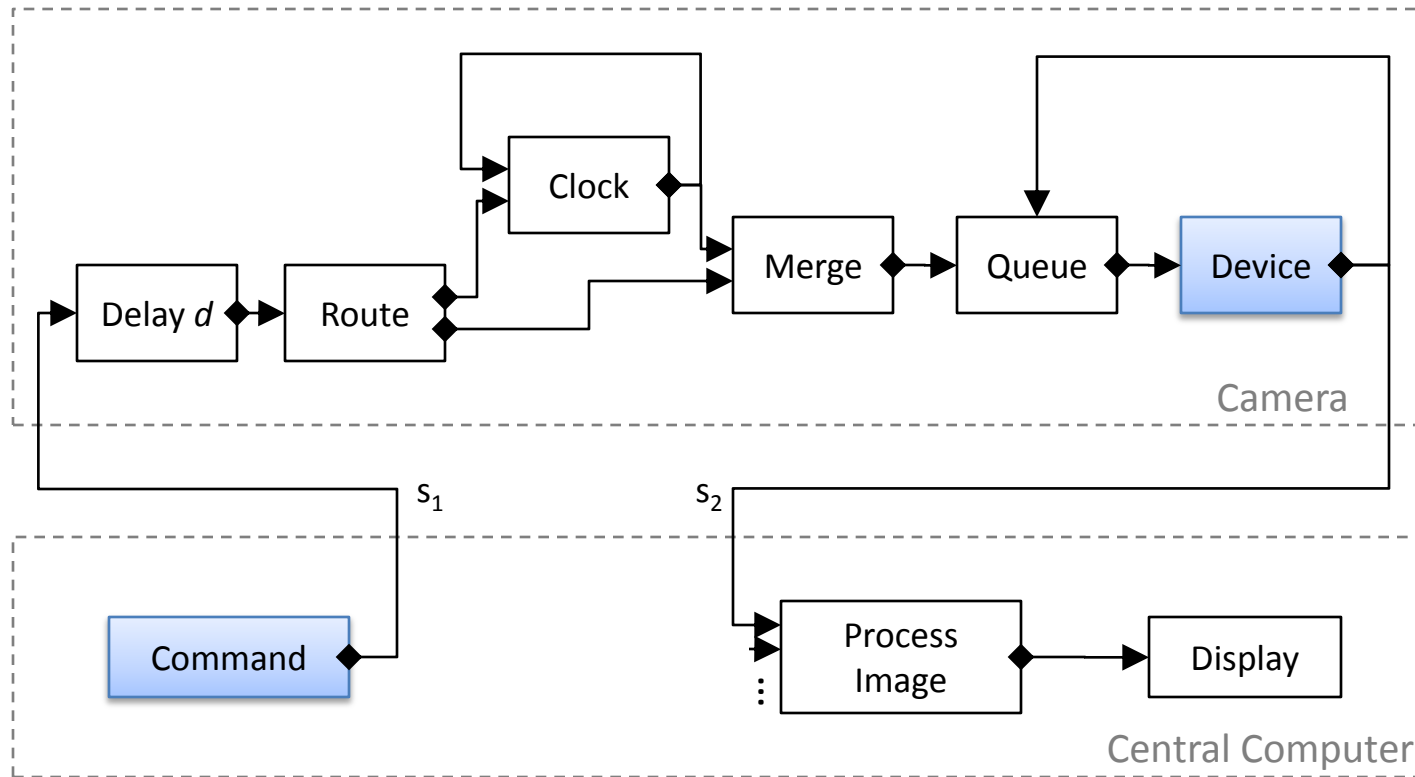 Clock
Merge
Queue
Device
Delay d
Route
Camera
s1
s2
Command
Process
Image
Display
...
Central Computer